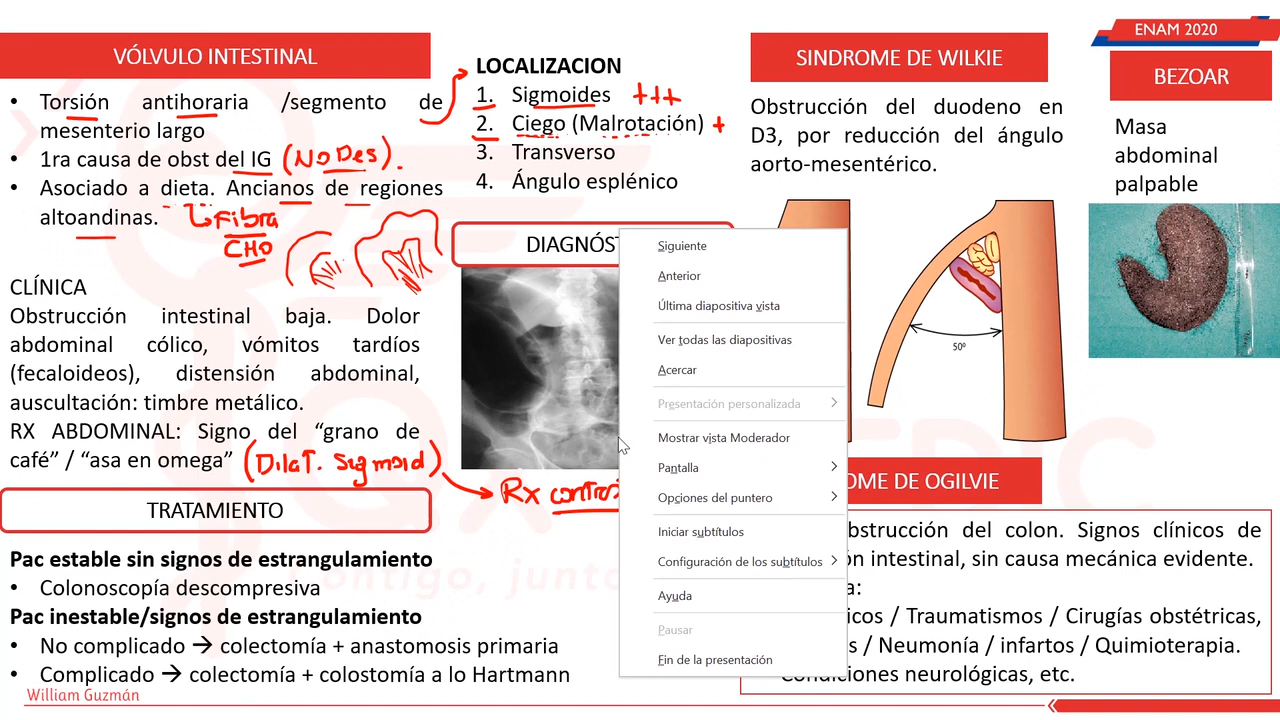 ENAM 2020
VÓLVULO INTESTINAL
• Torsión antihoraria /segmento de
mesenterio largo
• 1ra causa de obst del IG (NO DES).
• Asociado a dieta. Ancianos de regiones
altoandinas.
Fibra
CHO
CLÍNICA
Obstrucción intestinal baja. Dolor
abdominal cólico, vómitos tardíos
(fecaloideos), distensión abdominal,
auscultación: timbre metálico.
RX ABDOMINAL: Signo del “grano de
café” / “asa en omega” (Dilat. Sigmoid)
TRATAMIENTO
Pac estable sin signos de estrangulamiento
• Colonoscopía descompresiva
Pac inestable/signos de estrangulamiento
• No complicado → colectomía + anastomosis primaria
• Complicado → colectomía + colostomía a lo Hartmann
William Guzmán
LOCALIZACION
1. Sigmoides +++
2. Ciego (Malrotación) +
3. Transverso
4. Ángulo esplénico
DIAGNÓST
Rx
Siguiente
Anterior
Última diapositiva vista
Ver todas las diapositivas
Acercar
Presentación personalizada
Mostrar vista Moderador
Pantalla
Opciones del puntero
Iniciar subtítulos
Configuración de los subtítulos
Ayuda
Pausar
Fin de la presentación
SINDROME DE WILKIE
Obstrucción del duodeno en
D3, por reducción del ángulo
aorto-mesentérico.
50º
BEZOAR
Masa
abdominal
palpable
OME DE OGILVIE
bstrucción del colon. Signos clínicos de
ón intestinal, sin causa mecánica evidente.
a:
icos / Traumatismos / Cirugías obstétricas,
s / Neumonía / infartos / Quimioterapia.
Condiciones neurológicas, etc.